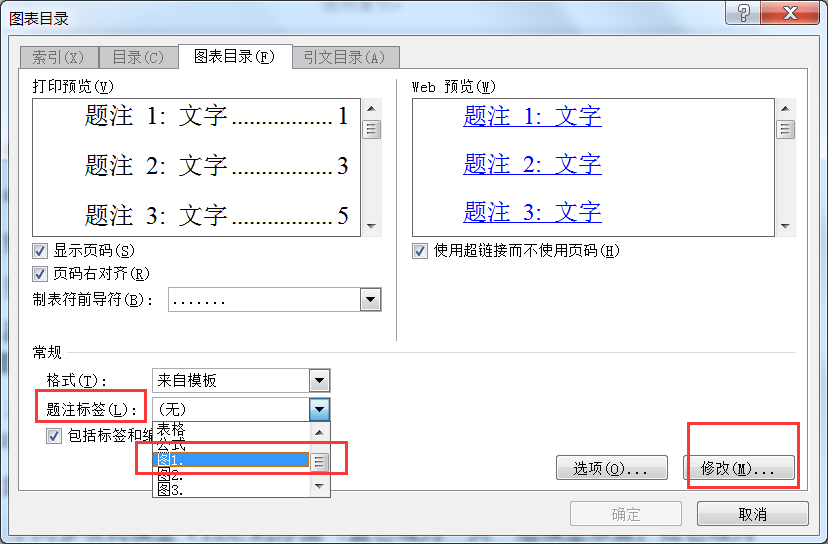 图表目录
索引(X)
目录(C)
图表目录(F)
引文目录(A)
打印预览(V)
题注 1: 文字.................1
题注 2: 文字.................3
题注 3: 文字.................5
Web 预览(W)
题注 1: 文字
题注 2: 文字
题注 3: 文字
显示页码(S)
页码右对齐(R)
制表符前导符(B): .......
使用超链接而不使用页码(H)
常规
格式(T): 来自模板
题注标签(L): (无)
包括标签和编
表格
公式
图1.
图2.
图3.
选项(O)...
修改(M)...
确定
取消